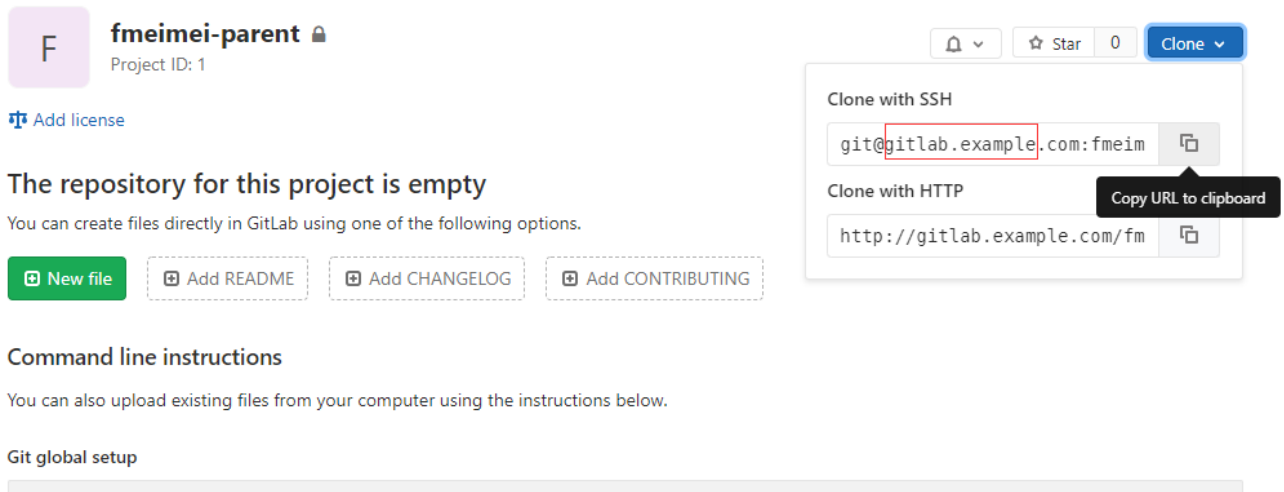 F
fmeimei-parent
Project ID: 1
Star 0
Clone
Add license
Clone with SSH
git@gitlab.example.com:fmeim
Copy URL to clipboard
Clone with HTTP
http://gitlab.example.com/fm
The repository for this project is empty
You can create files directly in GitLab using one of the following options.
New file
Add README
Add CHANGELOG
Add CONTRIBUTING
Command line instructions
You can also upload existing files from your computer using the instructions below.
Git global setup